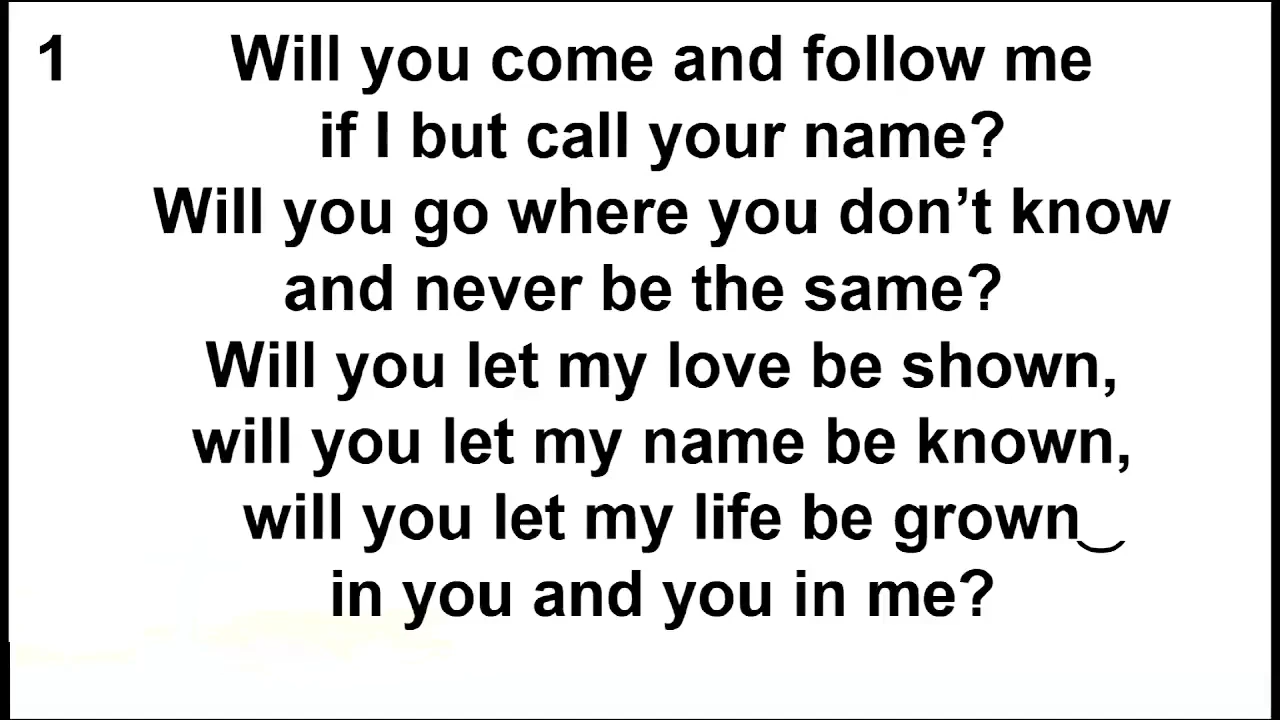 1 Will you come and follow me
if I but call your name?
Will you go where you don’t know
and never be the same?
Will you let my love be shown,
will you let my name be known,
will you let my life be grown‿
in you and you in me?